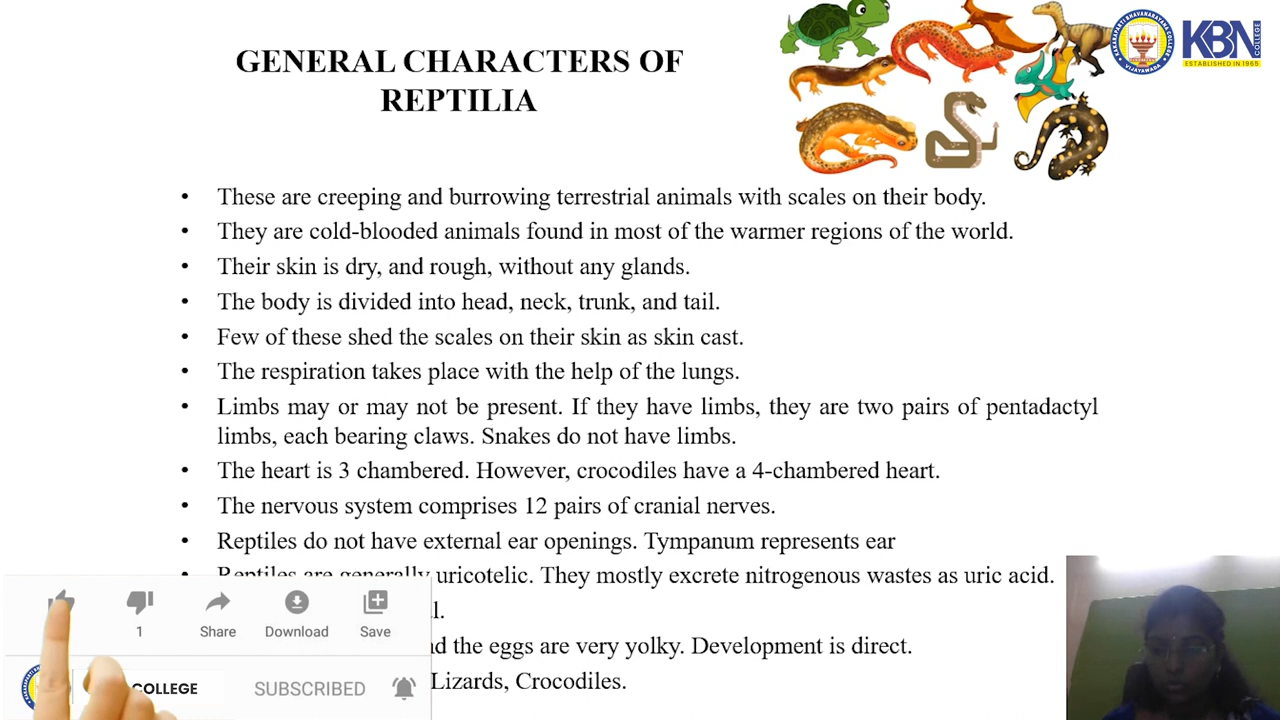 GENERAL CHARACTERS OF
REPTILIA
KAKARAPARTI BHAVANARAYANA COLLEGE
VIJAYAWADA
KBN
COLLEGE
ESTABLISHED IN 1965
• These are creeping and burrowing terrestrial animals with scales on their body.
• They are cold-blooded animals found in most of the warmer regions of the world.
• Their skin is dry, and rough, without any glands.
• The body is divided into head, neck, trunk, and tail.
• Few of these shed the scales on their skin as skin cast.
• The respiration takes place with the help of the lungs.
• Limbs may or may not be present. If they have limbs, they are two pairs of pentadactyl
limbs, each bearing claws. Snakes do not have limbs.
• The heart is 3 chambered. However, crocodiles have a 4-chambered heart.
• The nervous system comprises 12 pairs of cranial nerves.
• Reptiles do not have external ear openings. Tympanum represents ear
• Reptiles are generally uricotelic. They mostly excrete nitrogenous wastes as uric acid.
the eggs are very yolky. Development is direct.
Lizards, Crocodiles.
1
Share
Download
Save
COLLEGE
SUBSCRIBED